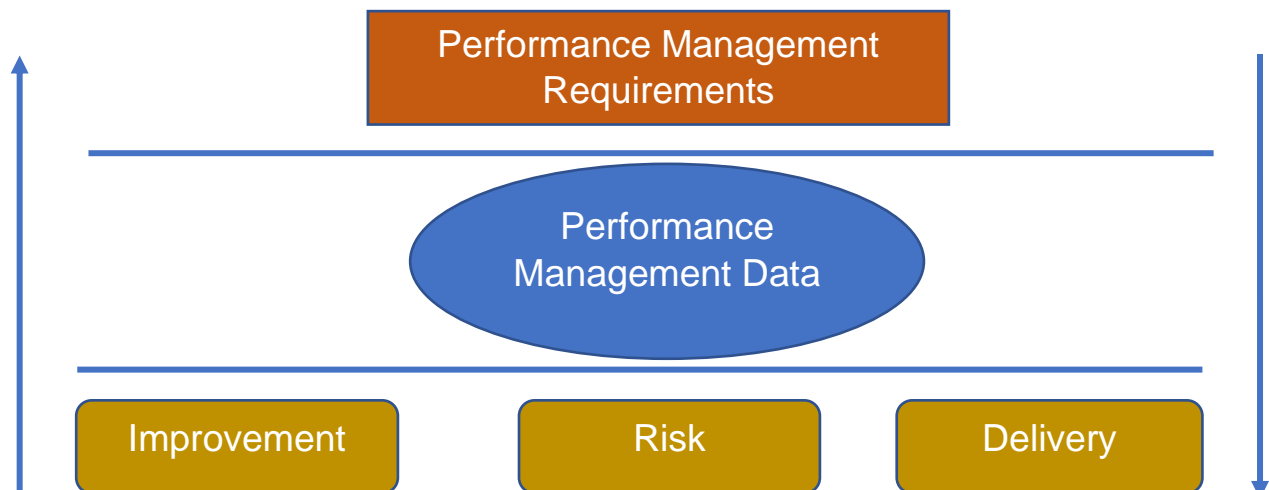 Performance Management
Requirements
Performance
Management Data
Improvement
Risk
Delivery